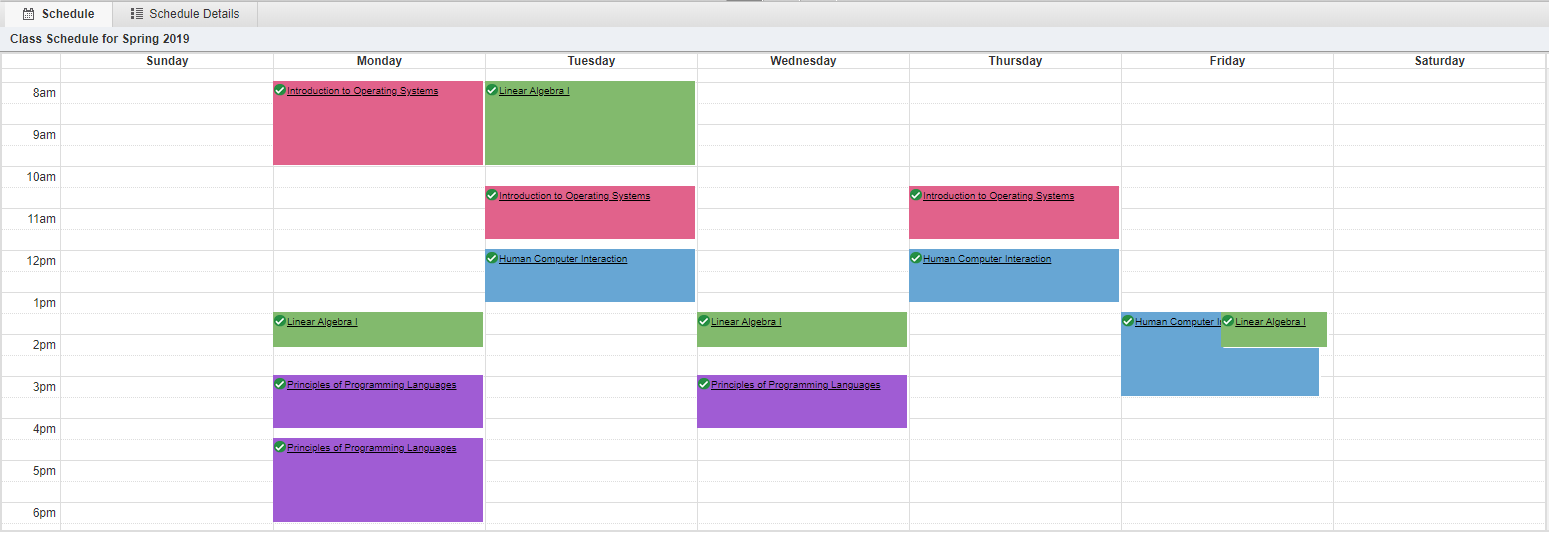 Schedule Schedule Details
Class Schedule for Spring 2019
Sunday Monday Tuesday Wednesday Thursday Friday Saturday
8am Introduction to Operating Systems Linear Algebra I
9am
10am
Introduction to Operating Systems Introduction to Operating Systems
11am
12pm Human Computer Interaction Human Computer Interaction
1pm
Linear Algebra I Linear Algebra I Human Computer I Linear Algebra I
2pm
3pm Principles of Programming Languages Principles of Programming Languages
4pm
Principles of Programming Languages
5pm
6pm